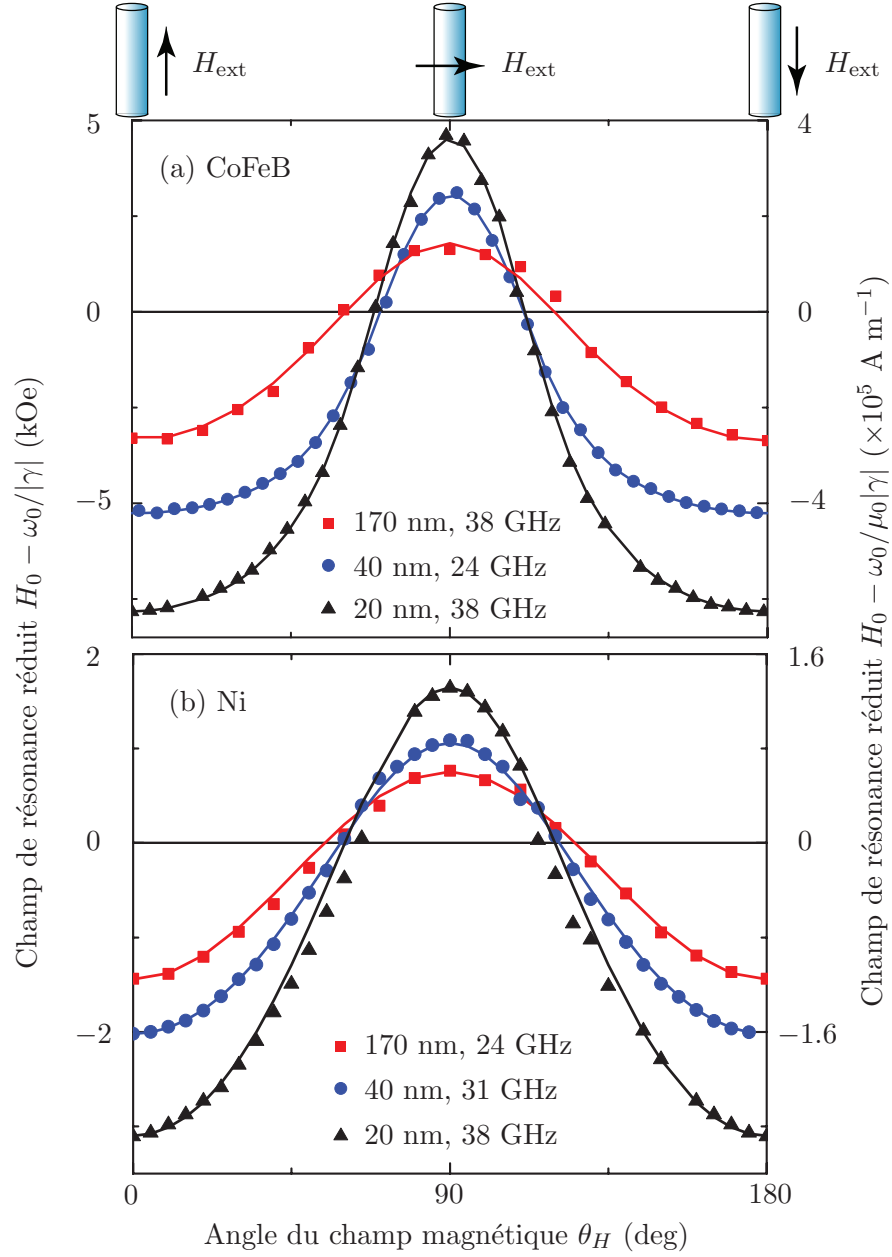 H_ext H_ext H_ext
5 4
(a) CoFeB
0 0
−5 −4
170 nm, 38 GHz
40 nm, 24 GHz
20 nm, 38 GHz
2 1.6
(b) Ni
0 0
−2 −1.6
170 nm, 24 GHz
40 nm, 31 GHz
20 nm, 38 GHz
0 90 180
Angle du champ magnétique θ_H (deg)
Champ de résonance réduit H_0 − ω_0/|γ| (kOe)
Champ de résonance réduit H_0 − ω_0/μ_0|γ| (×10^5 A m^−1)